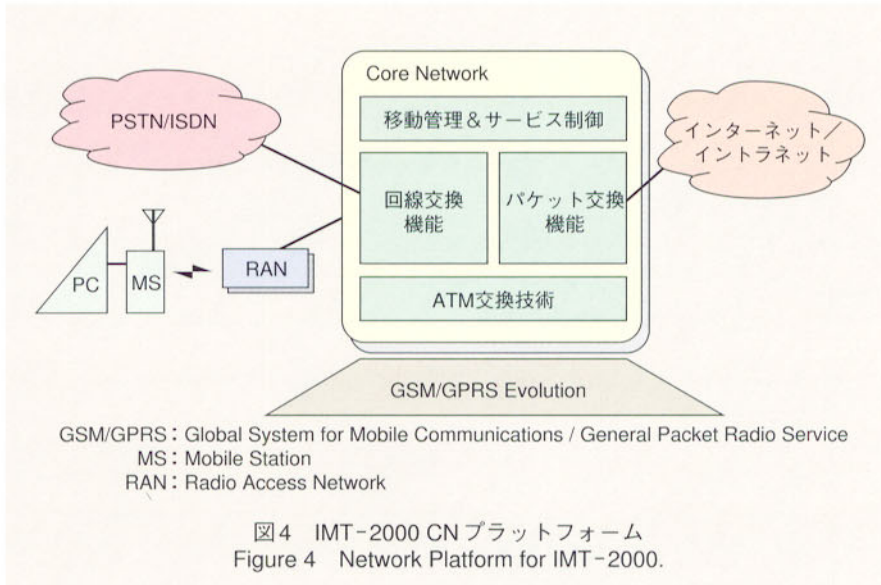 Core Network
PSTN/ISDN
移動管理＆サービス制御
インターネット／
イントラネット
回線交換
機能
パケット交換
機能
PC
MS
RAN
ATM交換技術
GSM/GPRS Evolution
GSM/GPRS：Global System for Mobile Communications / General Packet Radio Service
MS：Mobile Station
RAN：Radio Access Network
図4 IMT-2000 CNプラットフォーム
Figure 4 Network Platform for IMT-2000.